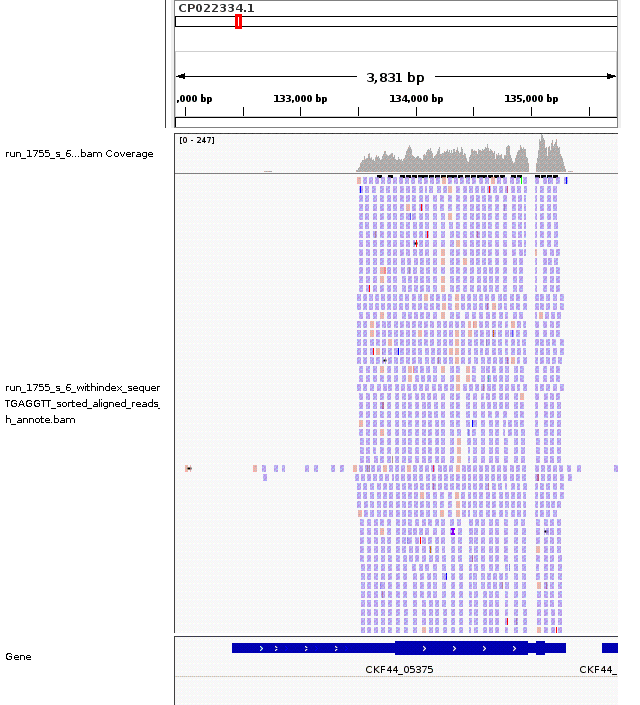 CP022334.1
3,831 bp
,000 bp 133,000 bp 134,000 bp 135,000 bp
[0 - 247]
run_1755_s_6...bam Coverage
run_1755_s_6_withindex_sequer
TGAGGTT_sorted_aligned_reads_
h_annote.bam
Gene
CKF44_05375 CKF44_